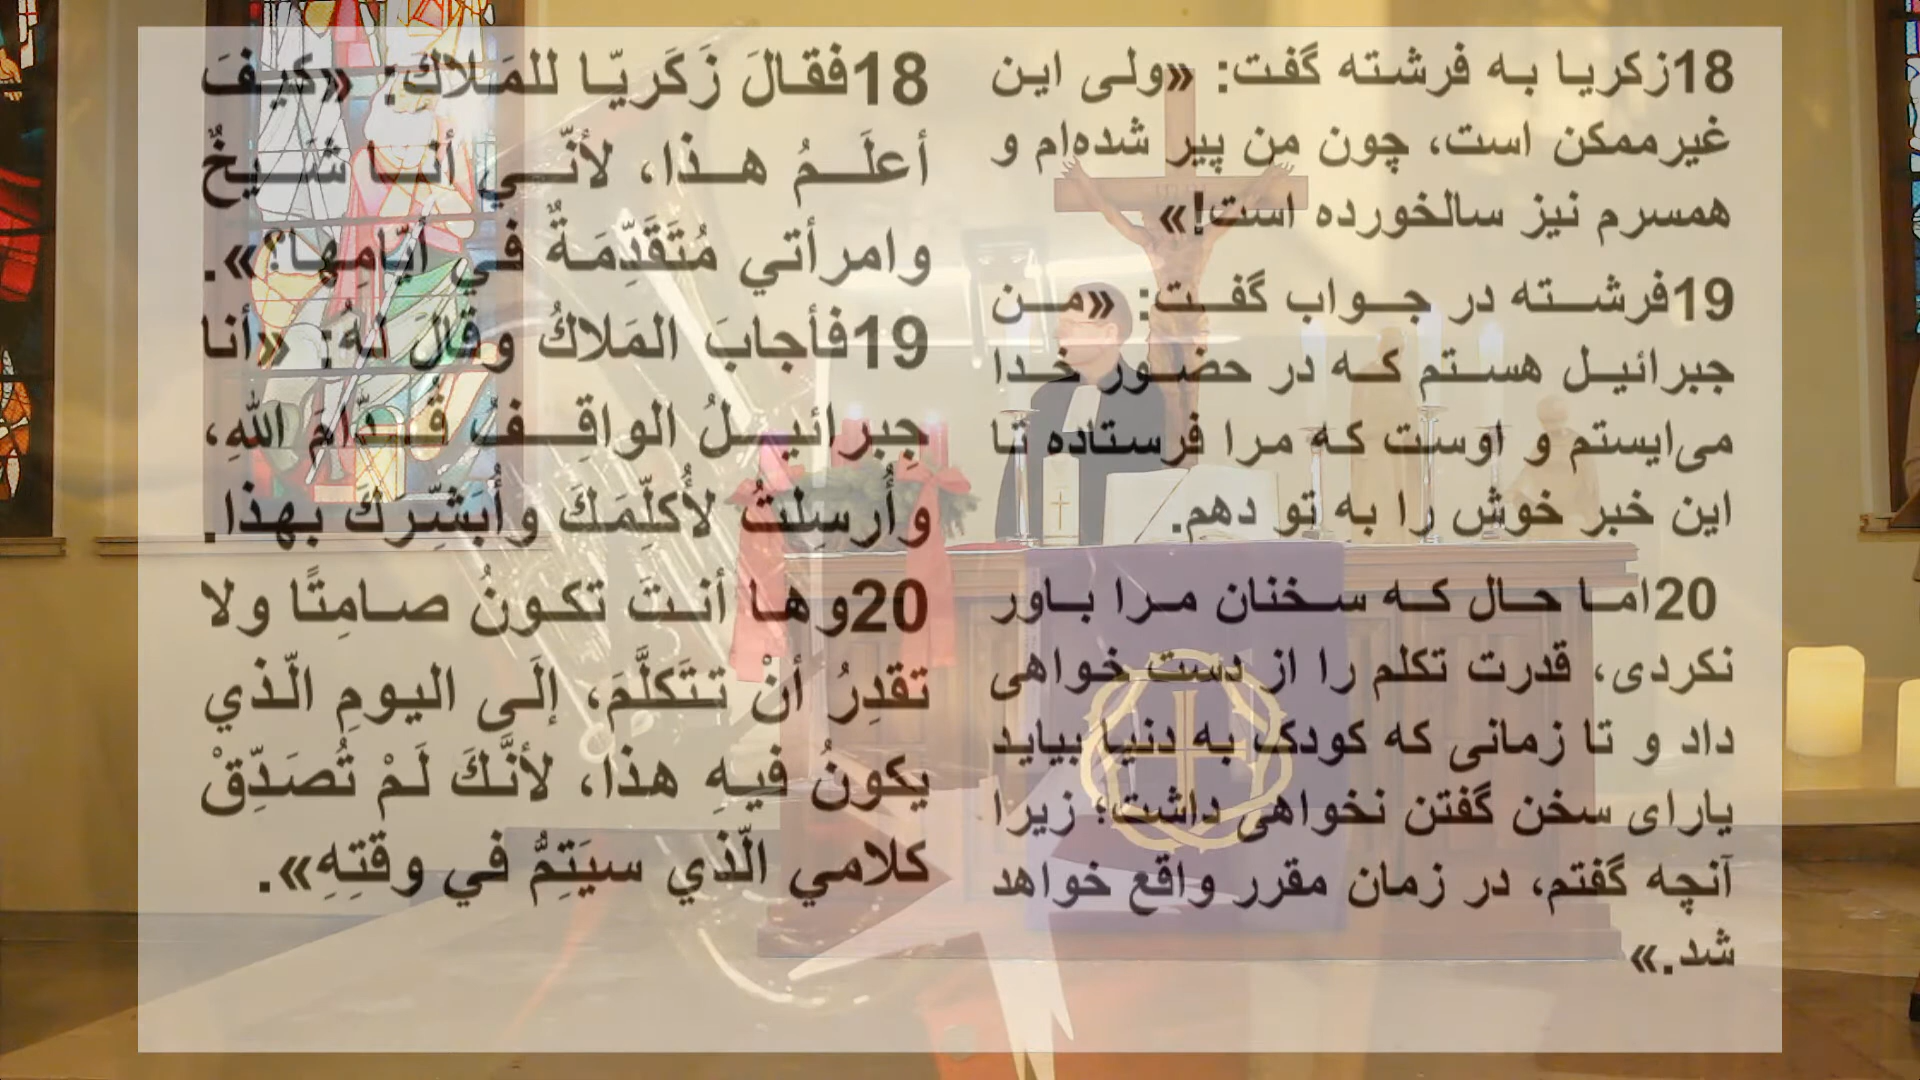 18زکریا به فرشته گفت: «ولی این
غیرممکن است، چون من پیر شده‌ام و
همسرم نیز سالخورده است!»
19فرشته در جواب گفت: «من
جبرائیل هستم که در حضور خدا
می‌ایستم و اوست که مرا فرستاده تا
این خبر خوش را به تو دهم.
20اما حال که سخنان مرا باور
نکردی، قدرت تکلم را از دست خواهی
داد و تا زمانی که کودک به دنیا بیاید
یارای سخن گفتن نخواهی داشت؛ زیرا
آنچه گفتم، در زمان مقرر واقع خواهد
شد.»
18فقالَ زَكَريّا للمَلاكَ: «كيفَ
أعلَمُ هذا، لأنّي أنا شَيخٌ
وامرأتي مُتَقَدِّمَةٌ في أيّامِها؟».
19فأجابَ المَلاكُ وقالَ لهُ: «أنا
جِبرائيلُ الواقِفُ قُدّامَ اللهِ،
وأُرسِلتُ لأُكلِّمَكَ وأُبَشِّرَكَ بهذا.
20وها أنتَ تكونُ صامِتًا ولا
تقدِرُ أنْ تتَكلَّمَ، إلَى اليومِ الّذي
يكونُ فيهِ هذا، لأنَّكَ لَمْ تُصَدِّقْ
كلامي الّذي سيَتِمُّ في وقتِهِ».